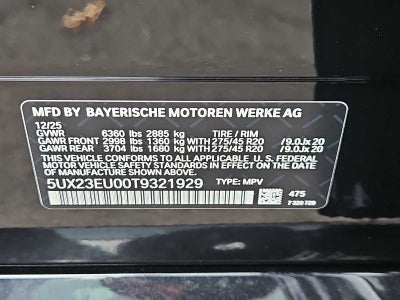 MFD BY BAYERISCHE MOTOREN WERKE AG
12/25
GVWR 6360 lbs 2885 kg TIRE / RIM
GAWR FRONT 2998 lbs 1360 kg WITH 275/45 R20 / 9.0Jx 20
GAWR REAR 3704 lbs 1680 kg WITH 275/45 R20 / 9.0Jx 20
THIS VEHICLE CONFORMS TO ALL APPLICABLE U.S. FEDERAL
MOTOR VEHICLE SAFETY STANDARDS IN EFFECT ON THE
DATE OF MANUFACTURE SHOWN ABOVE.
5UX23EU00T9321929 TYPE: MPV
475
7 320 729